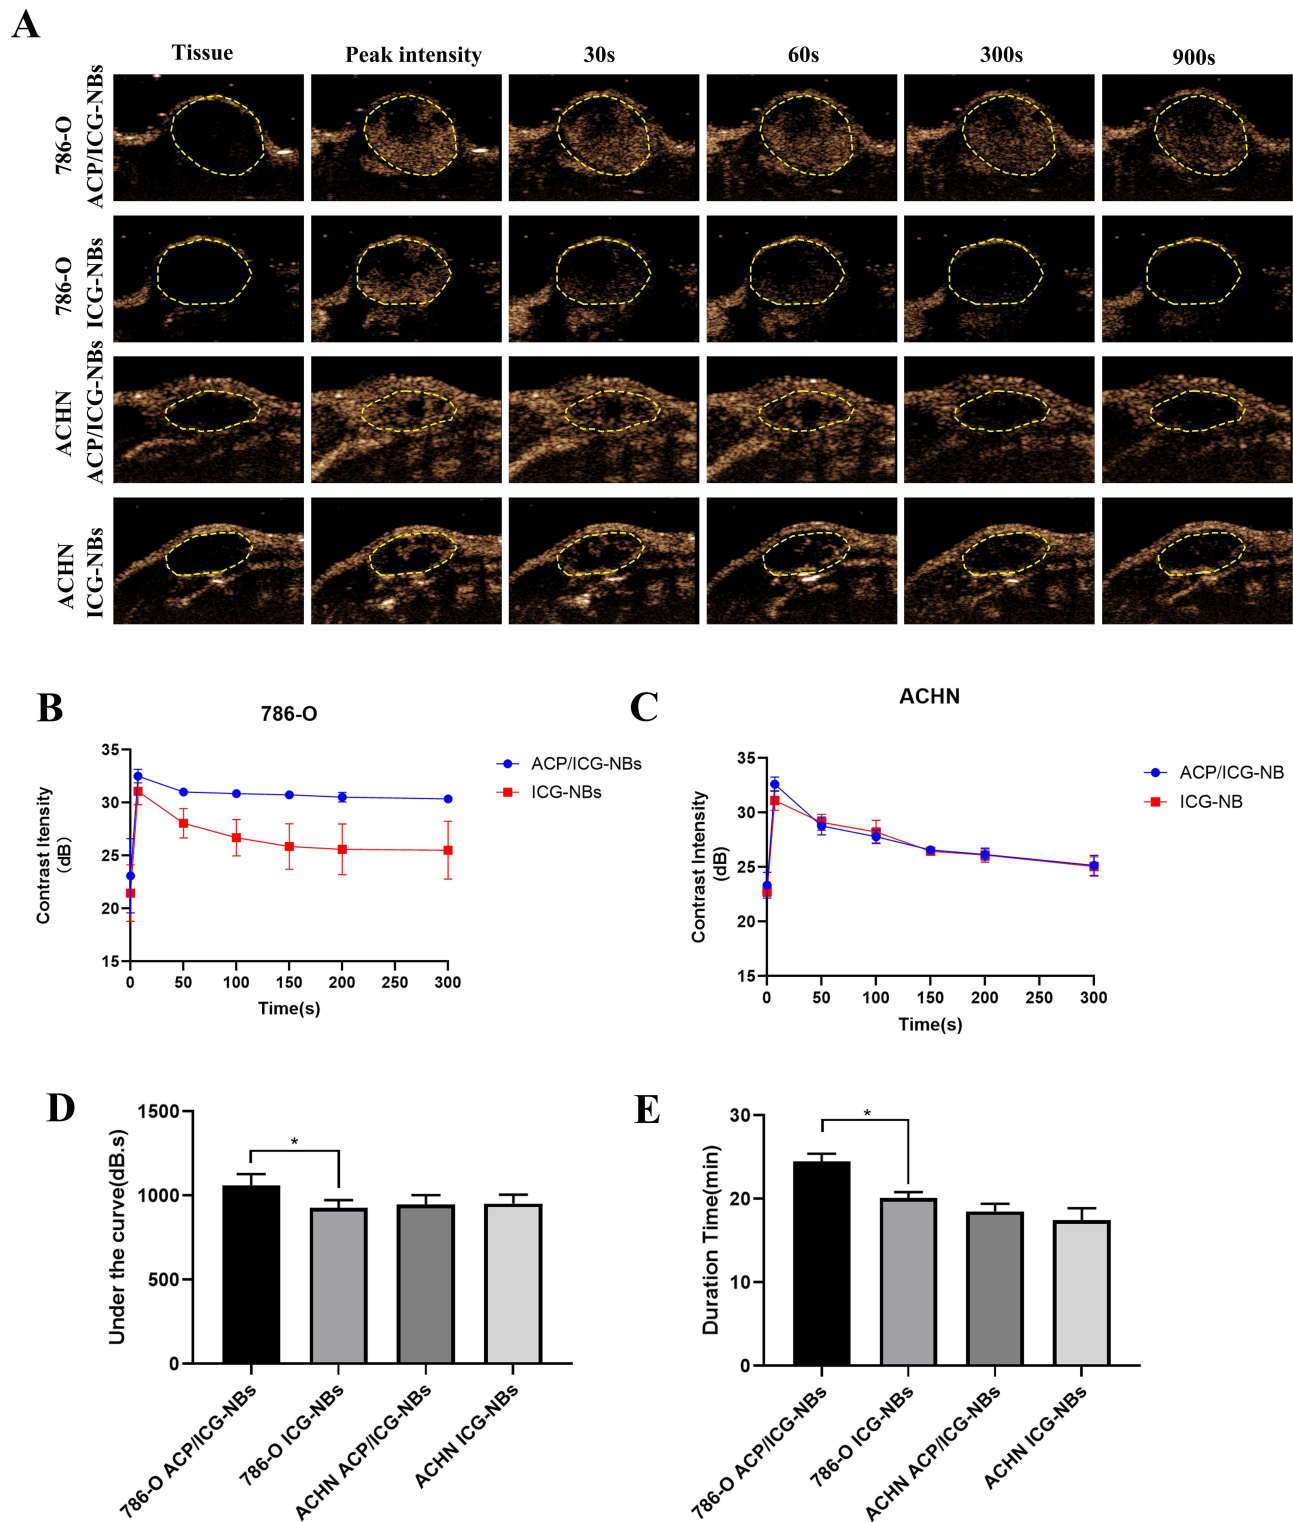 A
Tissue Peak intensity 30s 60s 300s 900s
786-O
ACP/ICG-NBs
786-O
ICG-NBs
ACHN
ACP/ICG-NBs
ACHN
ICG-NBs
B
786-O
Contrast Itensity
(dB)
35
30
25
20
15
0 50 100 150 200 250 300
Time(s)
ACP/ICG-NBs
ICG-NBs
C
ACHN
Contrast Intensity
(dB)
35
30
25
20
15
0 50 100 150 200 250 300
Time(s)
ACP/ICG-NB
ICG-NB
D
Under the curve(dB.s)
1500
1000
500
0
*
786-O ACP/ICG-NBs
786-O ICG-NBs
ACHN ACP/ICG-NBs
ACHN ICG-NBs
E
Duration Time(min)
30
20
10
0
*
786-O ACP/ICG-NBs
786-O ICG-NBs
ACHN ACP/ICG-NBs
ACHN ICG-NBs